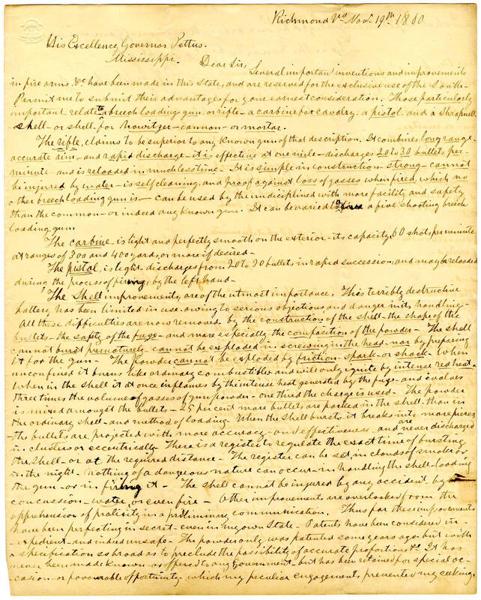 Richmond Va Nov: 19th 1860
His Excellency Governor Pettus.
Mississippi.
Dear Sir, Several important inventions and improvements
in fire arms &c have been made in this State, and are reserved for the exclusive use of the South-
Permit me to submit their advantage for your earnest consideration. Those particularly
important relate to a breech loading gun or rifle- a carbine for cavalry, a pistol, and a Shrapnell
shell- or shell, for howitzer- cannon- or mortar.
The rifle, claims to be superior to any Known gun of that description. It combines long range
accurate aim, and rapid discharge- it is effective at one mile- discharges 20 to 30 bullets per
minute- and is reloaded in much less time. It is simple in construction- strong- cannot
be injured by water- is self cleaning, and proof against loss of gasses when fired, which no
other breech loading gun is- can be used by the undisciplined with more facility and safety
than the common- or indeed any known gun. It can be varied to a five shooting breech
loading gun.
The carbine, is light and perfectly smooth on the exterior- its capacity, 60 shots per minute
at ranges of 300 and 400 yards, or more if desired-
The pistol, is light, discharges from 20 to 30 bullets in rapid succession, and may be reloaded
during the process of firing, by the left hand-
The Shell improvements, are of the utmost importance. This terribly destructive
battery, has been limited in use- owing to serious objections and danger in its handling-
All these difficulties are now removed, by the construction of the shell- the shape of the
bullets- the safety of the fuze- and more especially the composition of the powder- The shell
cannot burst prematurely- cannot be exploded in screwing in the head- nor by prepareing
it for the gun. The powder cannot be exploded by friction- spark- or shock- When
unconfined it burns like ordinary combustibles and will only ignite by intense red heat-
When in the shell it at once inflames by the intense heat generated by the fuze- and evolves
three times the volume of gasses of gun powder- one third the charge is used. The powder
is mixed amongst the bullets- 25 percent more bullets are packed in the shell, than in
the ordinary shell- and method of loading- When the shell bursts, it breaks into more pieces
- the bullets are projected with more accuracy- and effectiveness- and are never discharged
in clusters or eccentrically- There is a register to regulate the exact time of bursting
the shell- or at the required distance- The register can be set in clouds of smoke- or
in the night- nothing of a dangerous nature can occur- in handling the shell- loading
the gun- or in firing it- The shell cannot be injured by any accident by
concussion- water, or even fire- Other improvements are overlooked from the
apprehension of prolixity in a preliminary communication. Thus far these improvements
have been perfecting in secret- even in my own State- Patents have been considered in-
expedient- and indeed unsafe- The powder only was patented some years ago but with
a specification so broad as to preclude the possibility of accurate proportions &c. It has
never been made known or offered to any Government- but has been retained for special oc-
casion- or favourable opportunity which my peculiar engagements prevented my seeking,